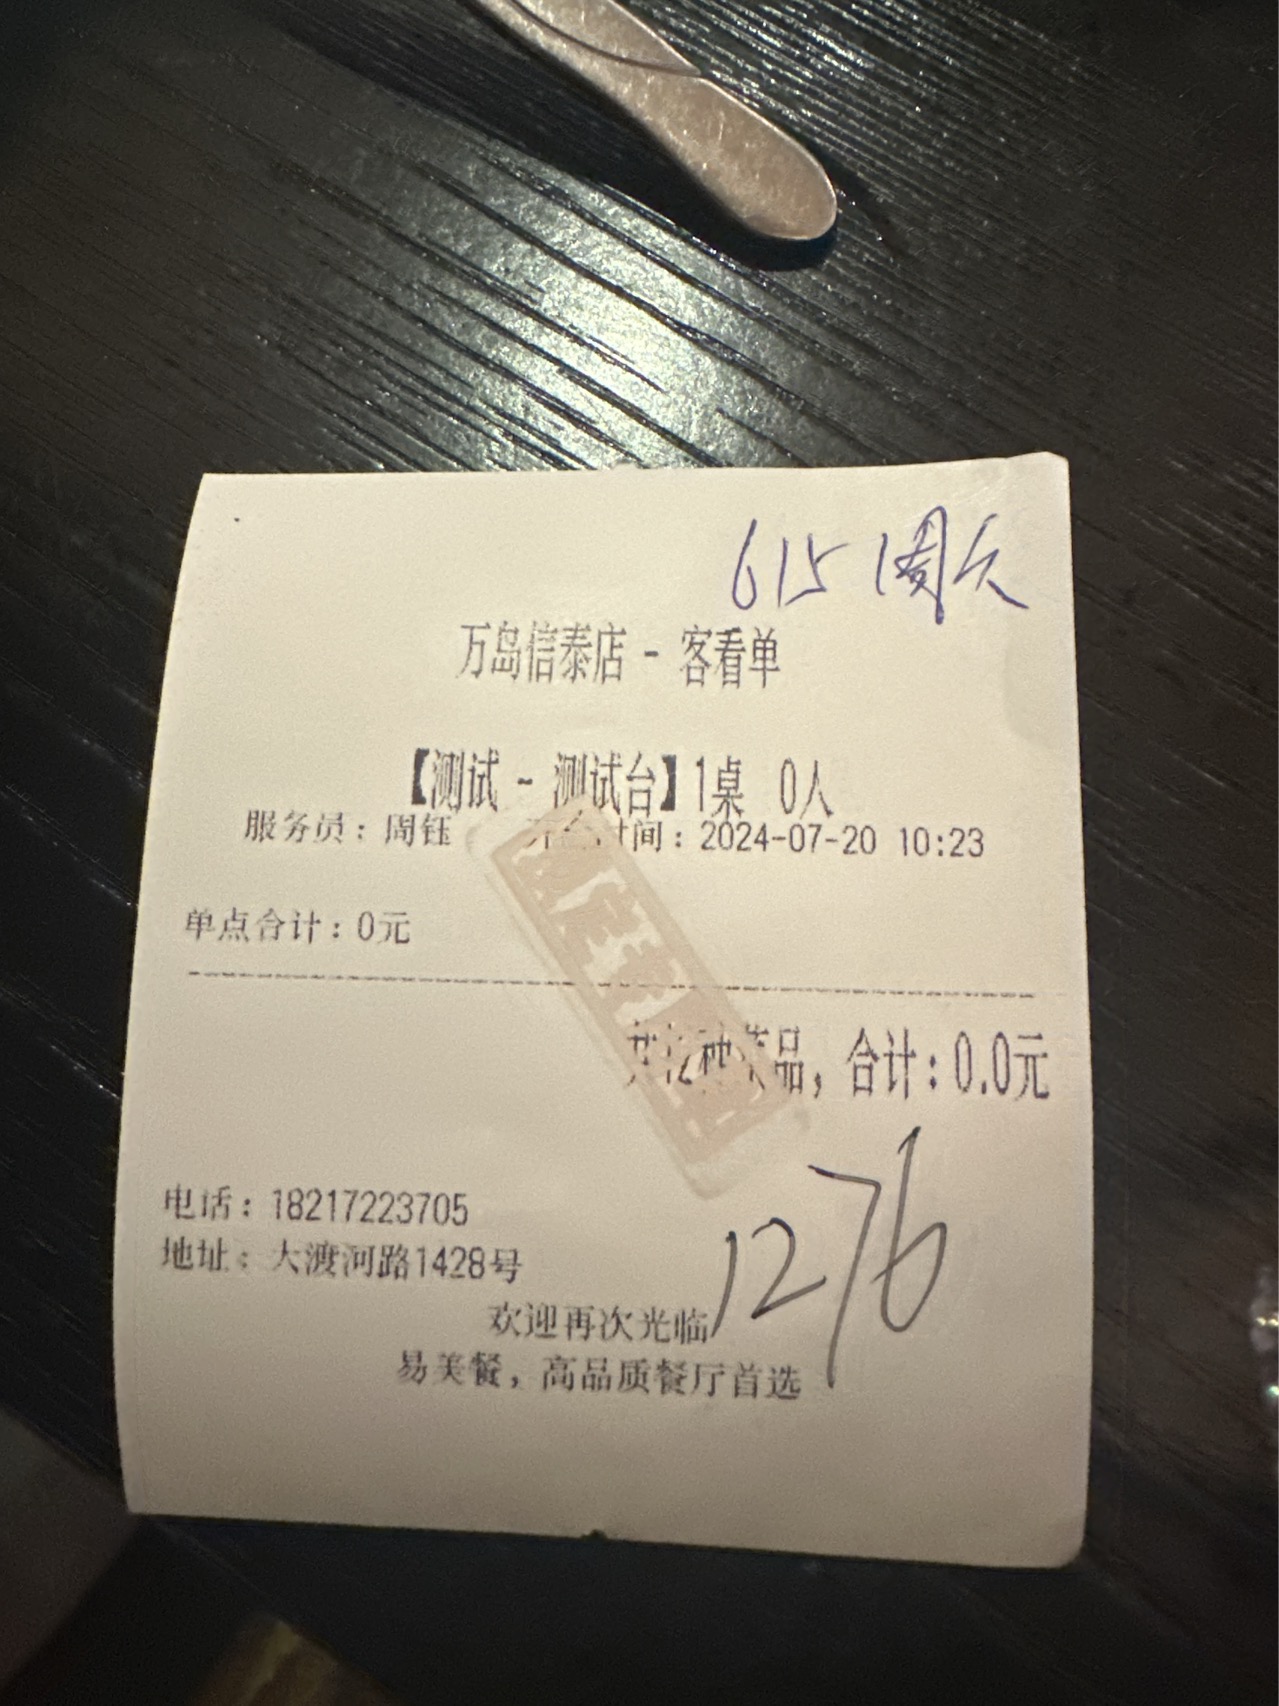 615
万岛信泰店 - 客看单
【测试 - 测试台】1桌 0人
服务员：周钰 时间：2024-07-20 10:23
单点合计：0元
品，合计：0.0元
电话：18217223705
地址：大渡河路1428号
1276
欢迎再次光临
易美餐，高品质餐厅首选